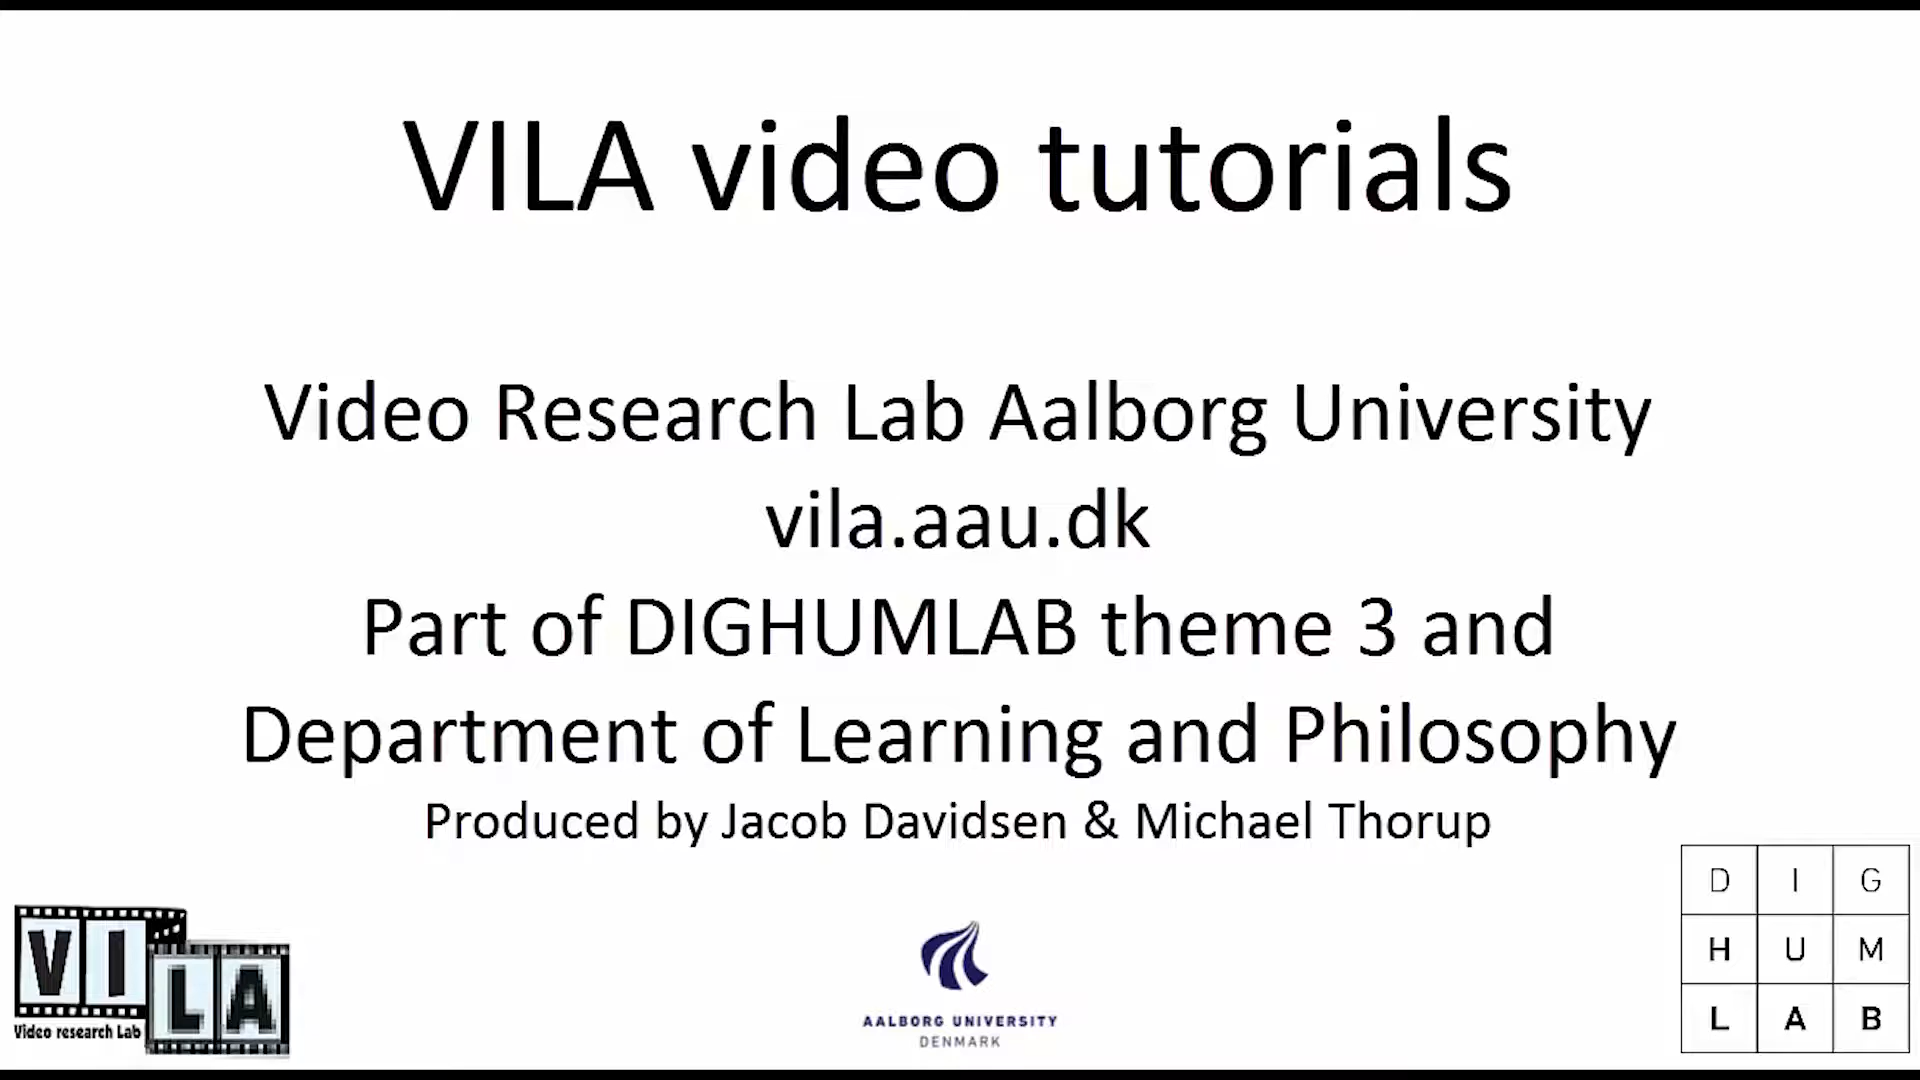 VILA video tutorials
Video Research Lab Aalborg University
vila.aau.dk
Part of DIGHUMLAB theme 3 and
Department of Learning and Philosophy
Produced by Jacob Davidsen & Michael Thorup
VI
LA
Video research Lab
AALBORG UNIVERSITY
DENMARK
D I G
H U M
L A B